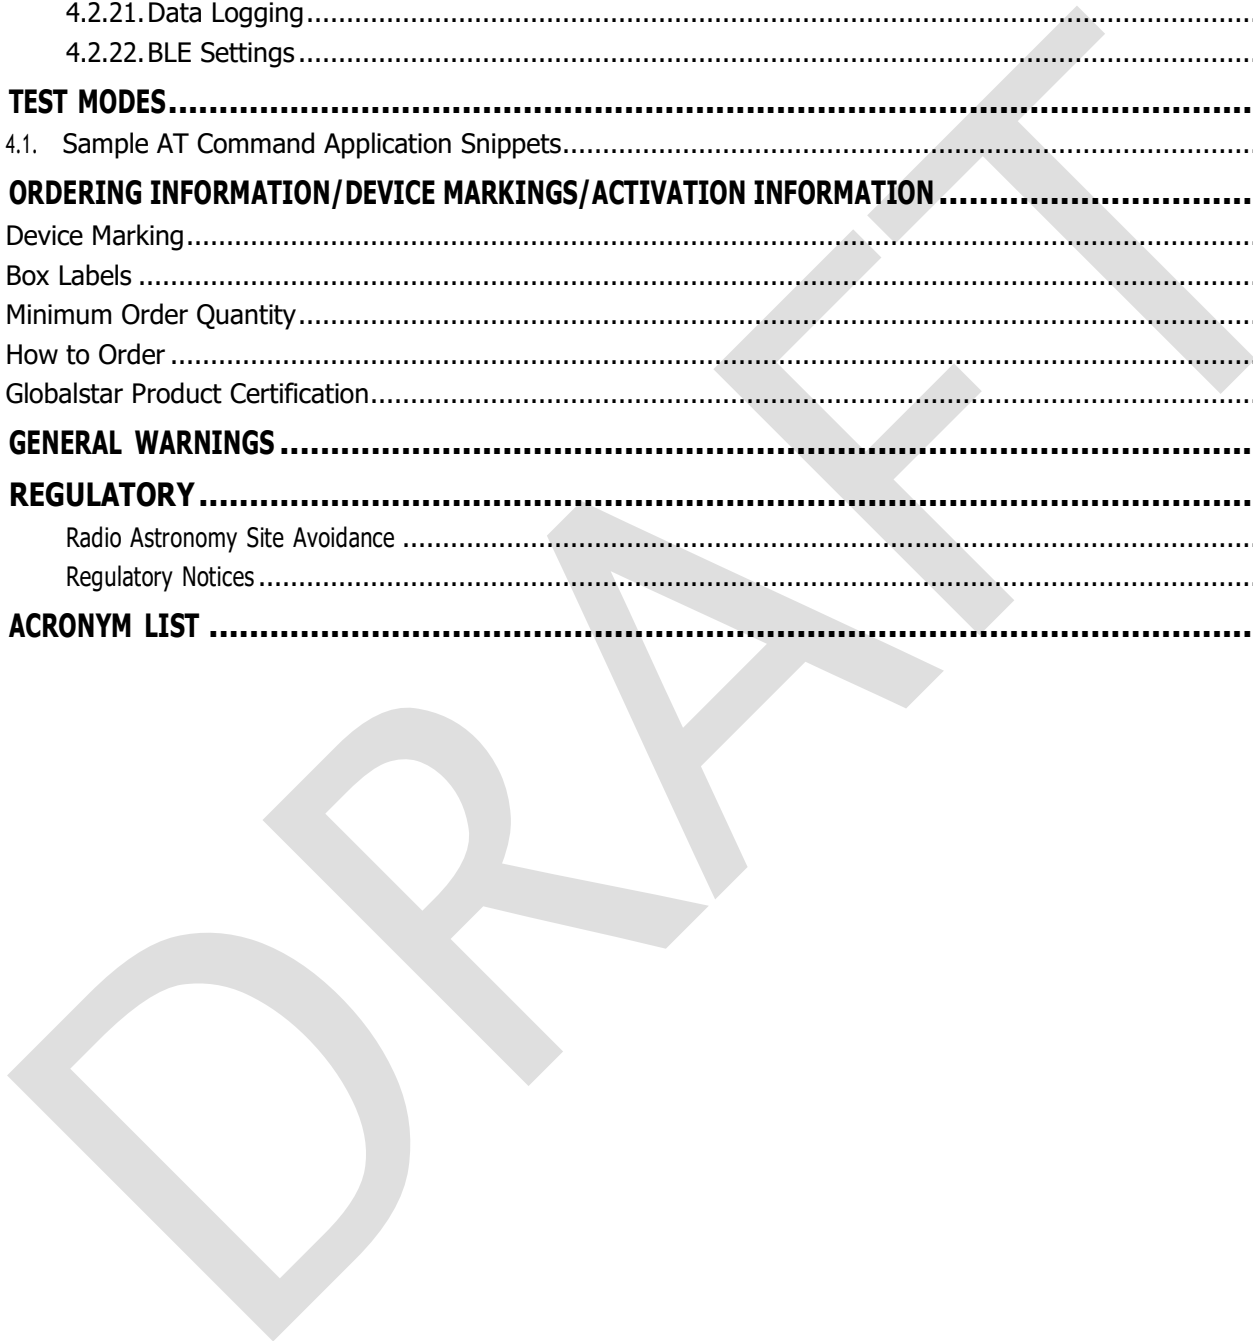 4.2.21. Data Logging........................................................................................................................
4.2.22. BLE Settings........................................................................................................................
TEST MODES........................................................................................................................
4.1. Sample AT Command Application Snippets........................................................................................
ORDERING INFORMATION/DEVICE MARKINGS/ACTIVATION INFORMATION...............................
Device Marking........................................................................................................................
Box Labels ........................................................................................................................
Minimum Order Quantity........................................................................................................................
How to Order ........................................................................................................................
Globalstar Product Certification........................................................................................................
GENERAL WARNINGS ................................................................................................
REGULATORY........................................................................................................
Radio Astronomy Site Avoidance ........................................................................................................
Regulatory Notices ........................................................................................................................
ACRONYM LIST ........................................................................................................
DRAFT